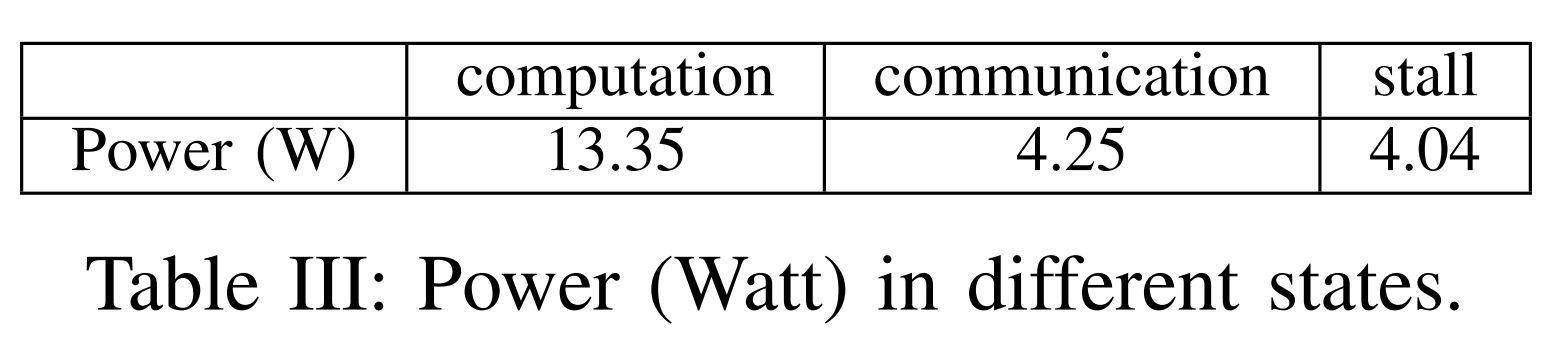 computation communication stall
Power (W) 13.35 4.25 4.04
Table III: Power (Watt) in different states.